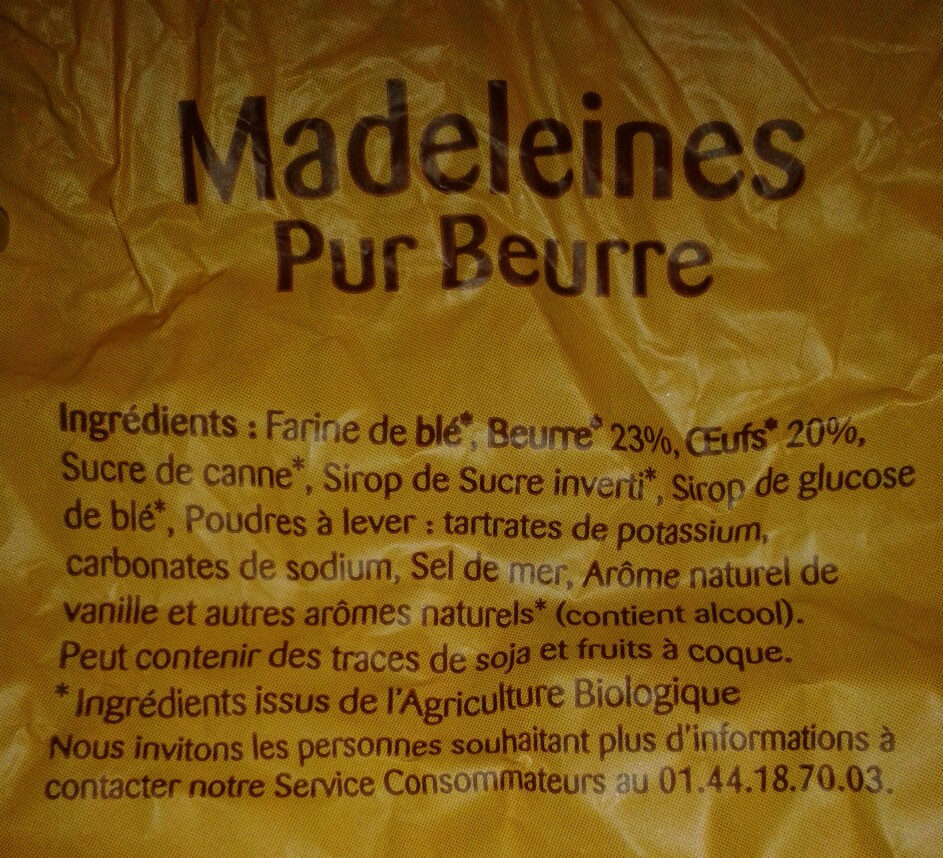 Madeleines
Pur Beurre
Ingrédients : Farine de blé*, Beurre* 23%, Œufs* 20%,
Sucre de canne*, Sirop de Sucre inverti*, Sirop de glucose
de blé*, Poudres à lever : tartrates de potassium,
carbonates de sodium, Sel de mer, Arôme naturel de
vanille et autres arômes naturels* (contient alcool).
Peut contenir des traces de soja et fruits à coque.
* Ingrédients issus de l'Agriculture Biologique
Nous invitons les personnes souhaitant plus d'informations à
contacter notre Service Consommateurs au 01.44.18.70.03.